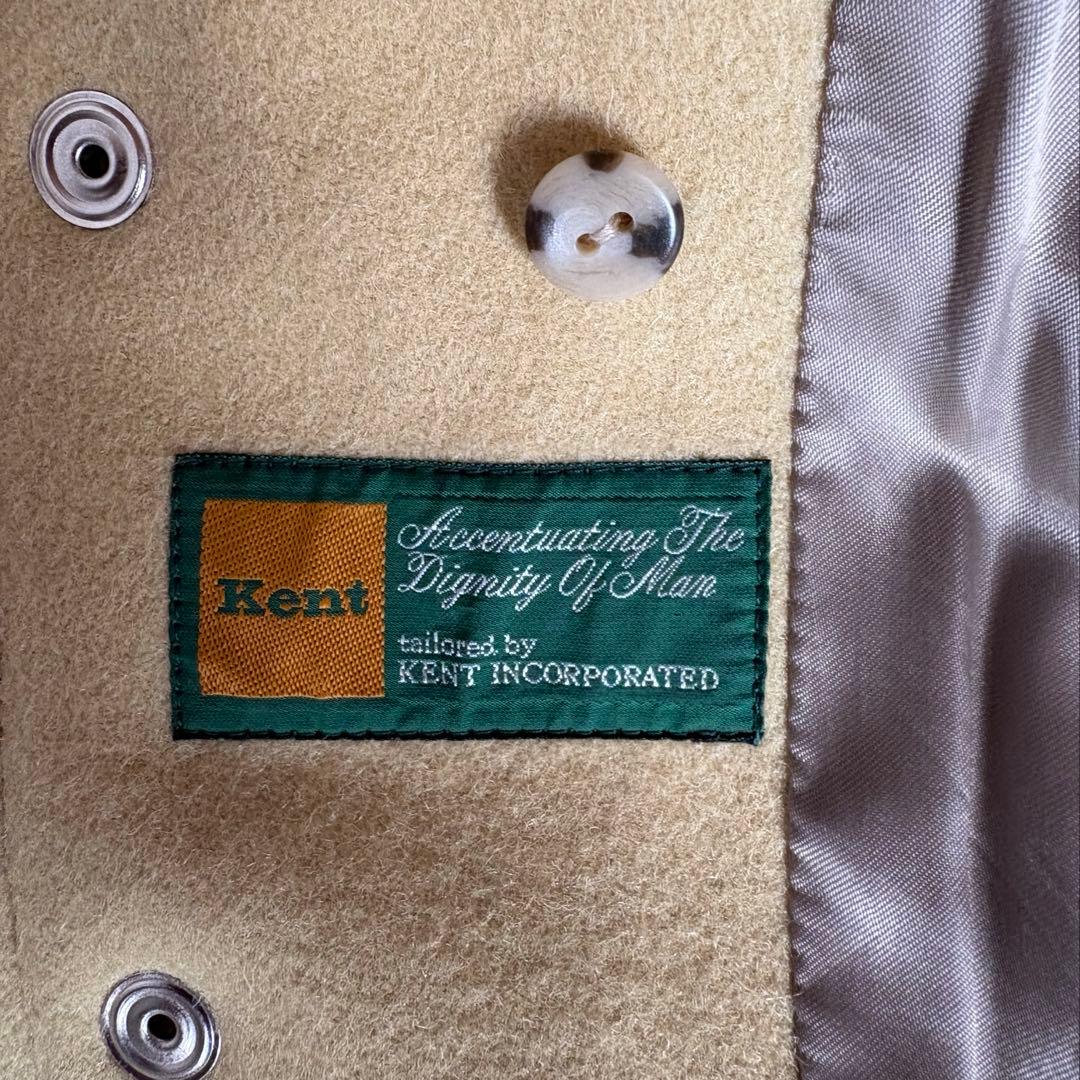 Kent
Accentuating The
Dignity Of Man
tailored by
KENT INCORPORATED